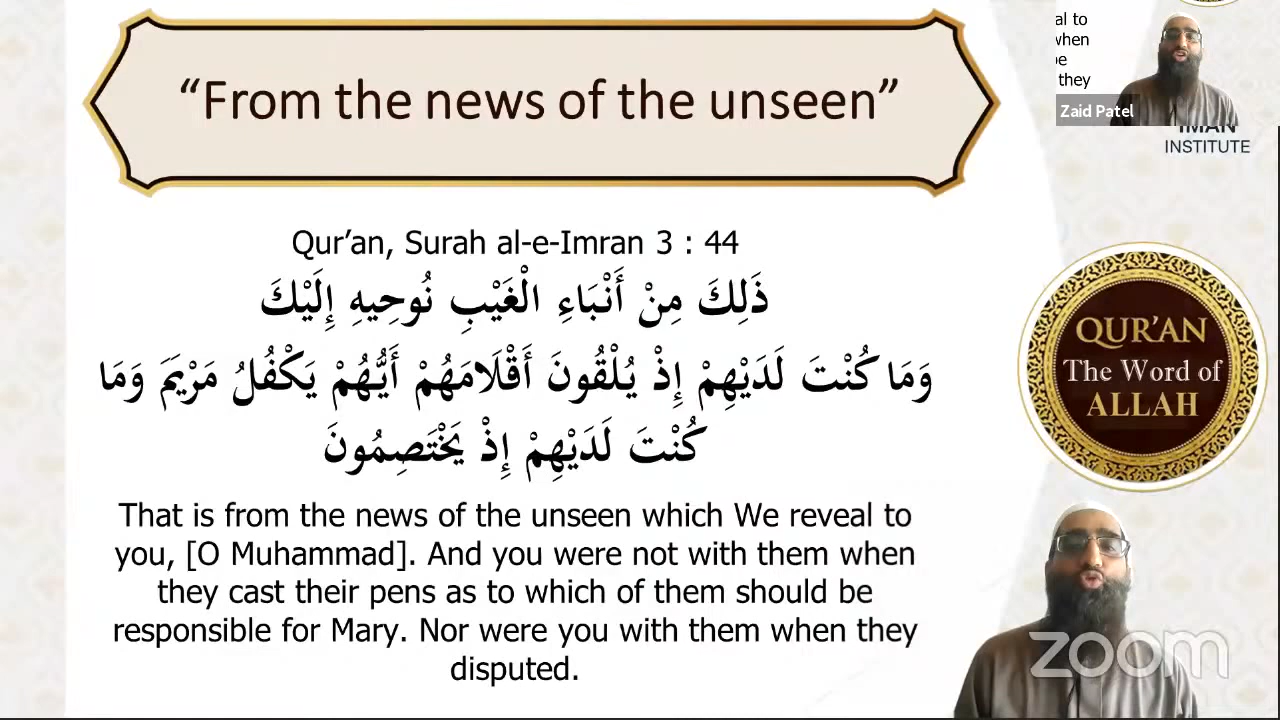 “From the news of the unseen”
al to
when
be
they
Zaid Patel
IMAN
INSTITUTE
Qur’an, Surah al-e-Imran 3 : 44
ذَلِكَ مِنْ أَنْبَاءِ الْغَيْبِ نُوحِيهِ إِلَيْكَ
وَمَا كُنْتَ لَدَيْهِمْ إِذْ يُلْقُونَ أَقْلَامَهُمْ أَيُّهُمْ يَكْفُلُ مَرْيَمَ وَمَا
كُنْتَ لَدَيْهِمْ إِذْ يَخْتَصِمُونَ
That is from the news of the unseen which We reveal to
you, [O Muhammad]. And you were not with them when
they cast their pens as to which of them should be
responsible for Mary. Nor were you with them when they
disputed.
QUR’AN
The Word of
ALLAH
zoom